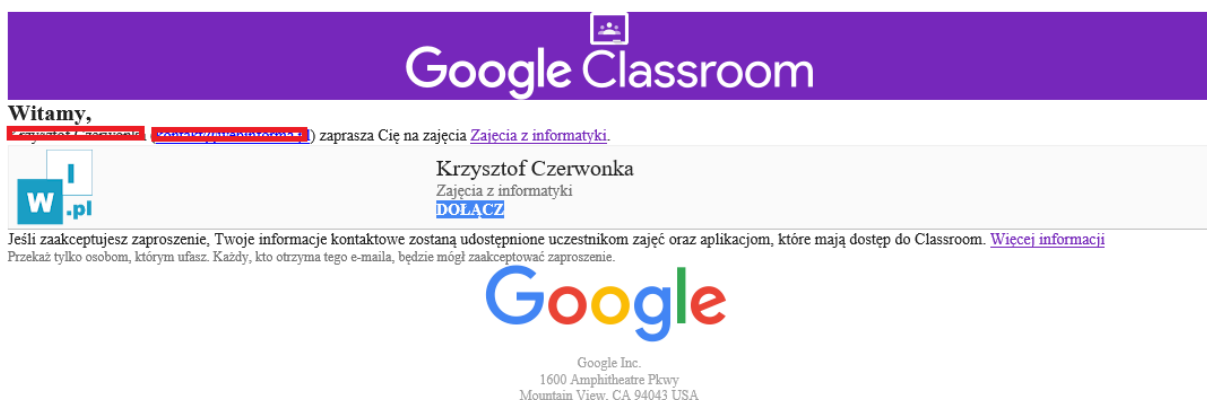 Google Classroom
Witamy,
zaprasza Cię na zajęcia Zajęcia z informatyki.
I
W .pl
Krzysztof Czerwonka
Zajęcia z informatyki
DOŁĄCZ
Jeśli zaakceptujesz zaproszenie, Twoje informacje kontaktowe zostaną udostępnione uczestnikom zajęć oraz aplikacjom, które mają dostęp do Classroom. Więcej informacji
Przekaż tylko osobom, którym ufasz. Każdy, kto otrzyma tego e-maila, będzie mógł zaakceptować zaproszenie.
Google
Google Inc.
1600 Amphitheatre Pkwy
Mountain View, CA 94043 USA